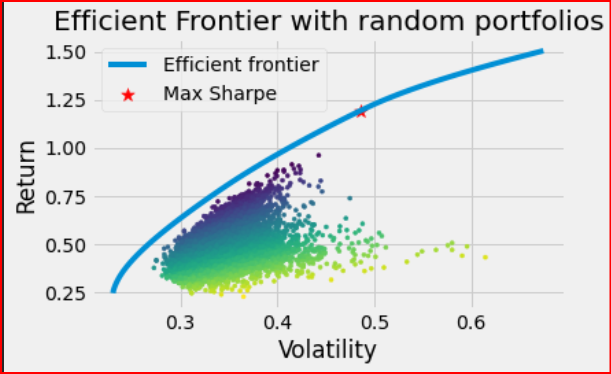 Efficient Frontier with random portfolios
Efficient frontier
Max Sharpe
Return
1.50
1.25
1.00
0.75
0.50
0.25
0.3 0.4 0.5 0.6
Volatility